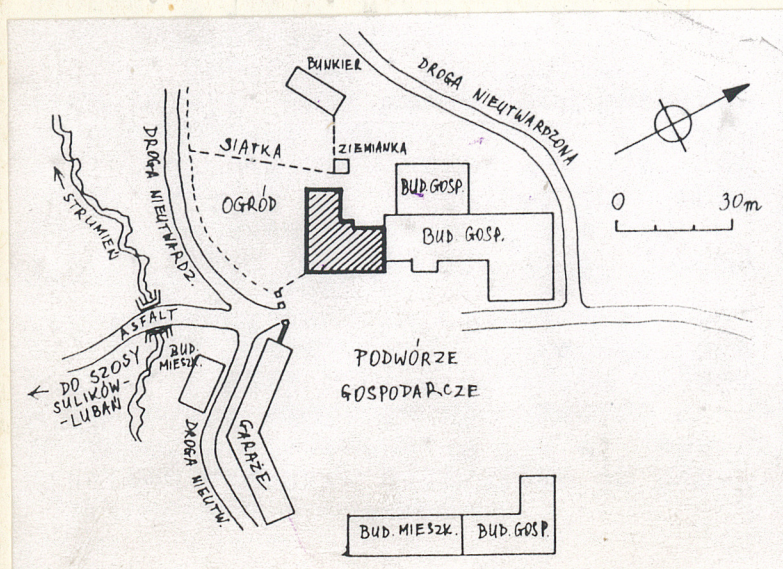 BUNKIER
DROGA NIEUTWARDZONA
SIATKA
ZIEMIANKA
DROGA NIEUTWARDZ.
OGRÓD
BUD. GOSP.
BUD. GOSP.
0 30m
STRUMIEŃ
ASFALT
BUD.
MIESZK.
DO SZOSY
SULIKÓW-
-LUBAŃ
PODWÓRZE
GOSPODARCZE
GARAŻE
DROGA NIEUTW.
BUD. MIESZK.
BUD. GOSP.